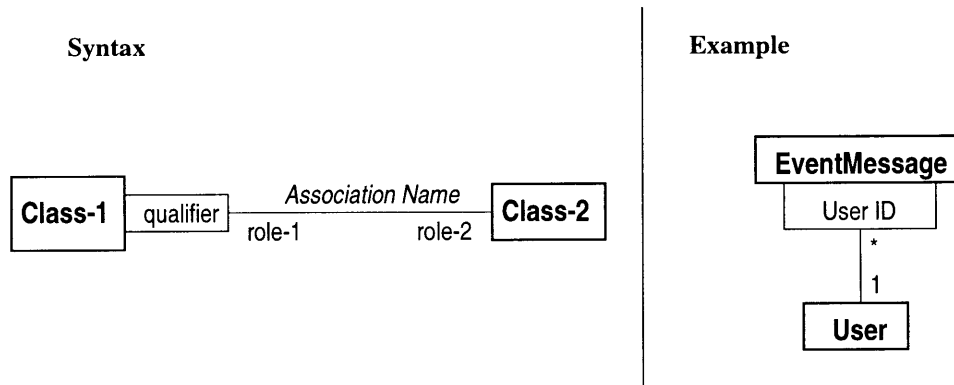 Syntax
Class-1
qualifier
Association Name
role-1
role-2
Class-2
Example
EventMessage
User ID
*
1
User